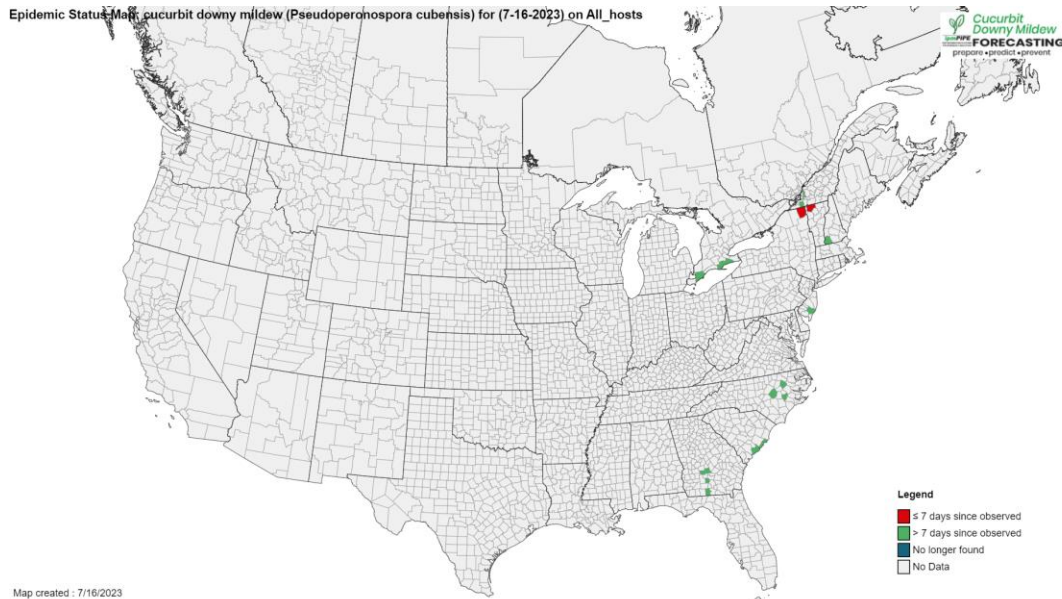 Epidemic Status Map: cucurbit downy mildew (Pseudoperonospora cubensis) for (7-16-2023) on All_hosts
Cucurbit
Downy Mildew
ipmPIPE FORECASTING
prepare • predict • prevent
Legend
≤ 7 days since observed
> 7 days since observed
No longer found
No Data
Map created : 7/16/2023